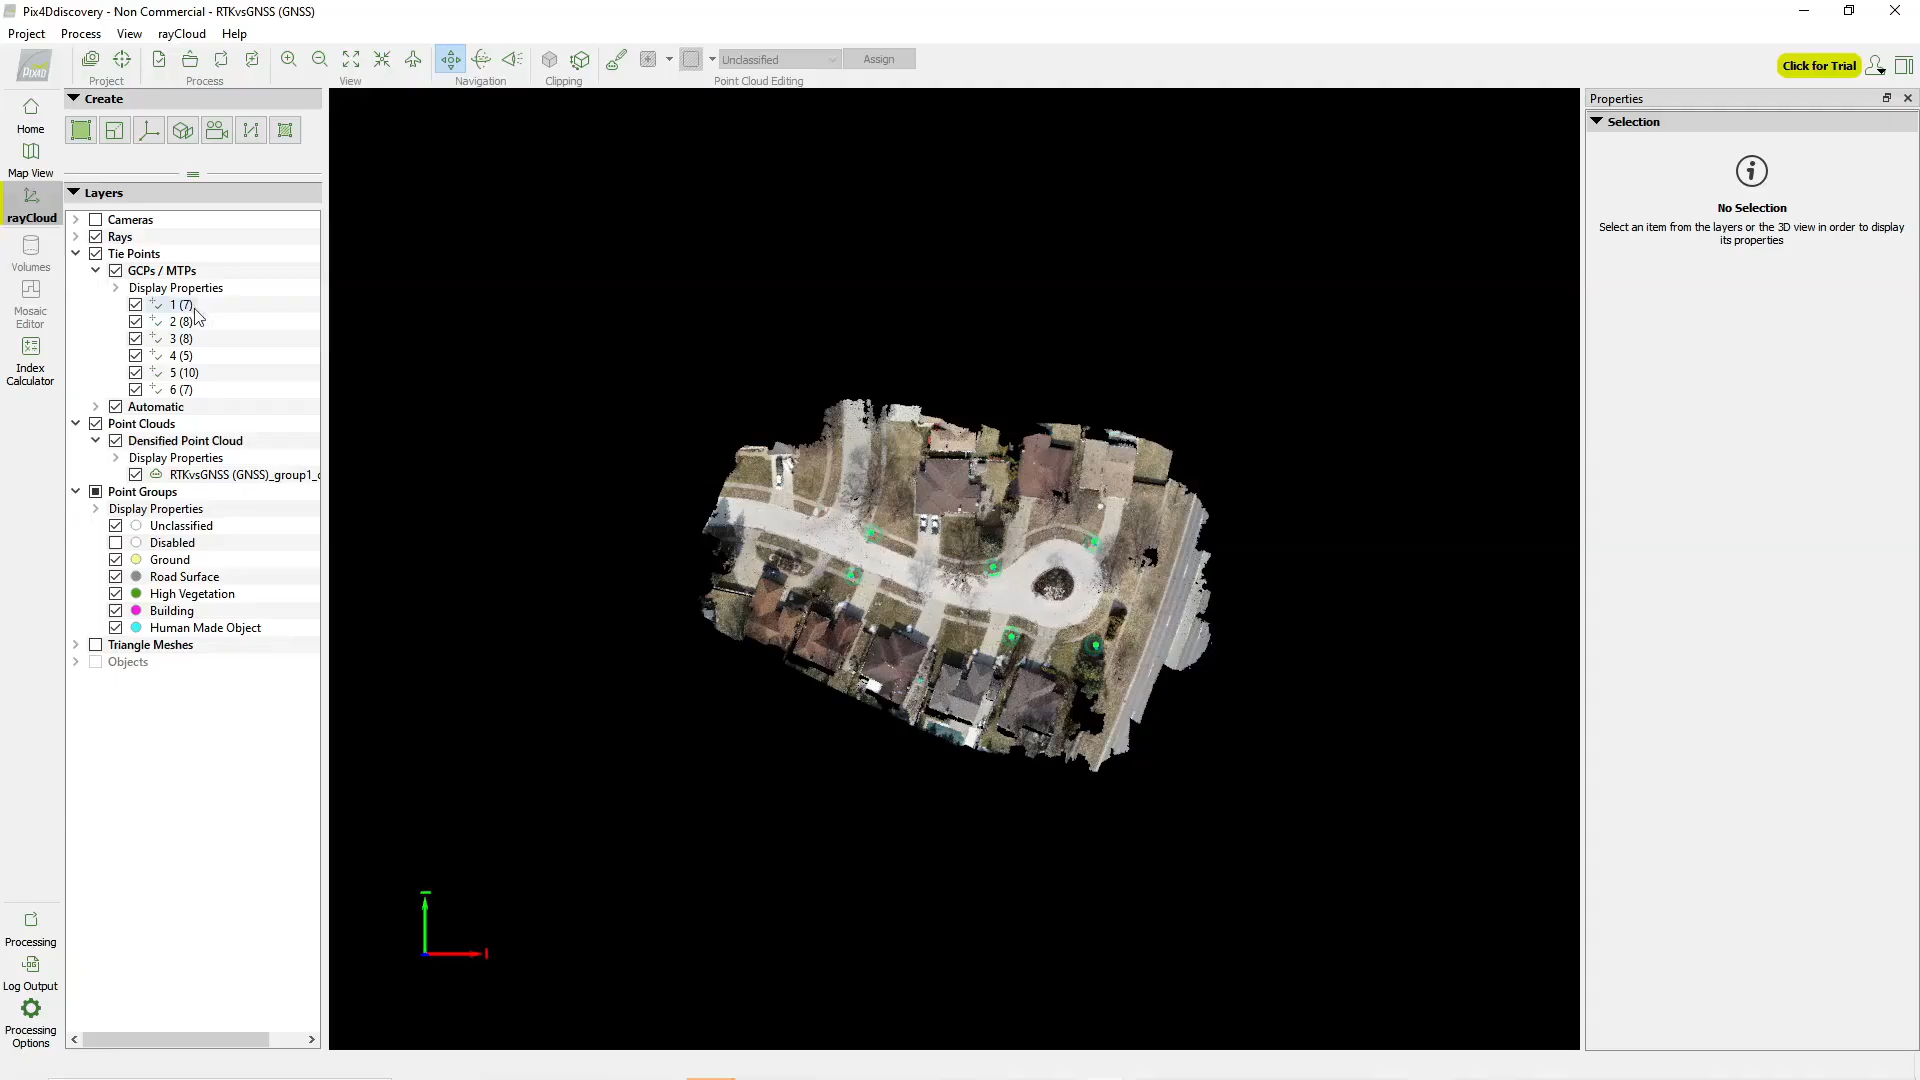 Pix4Ddiscovery - Non Commercial - RTKvsGNSS (GNSS)
Project Process View rayCloud Help
PIX4D
Project Process View Navigation Clipping Point Cloud Editing
Unclassified Assign
Click for Trial
Home
Map View
rayCloud
Volumes
Mosaic
Editor
Index
Calculator
Processing
LOG
Log Output
Processing
Options
Create
Layers
Cameras
Rays
Tie Points
GCPs / MTPs
Display Properties
1 (7)
2 (8)
3 (8)
4 (5)
5 (10)
6 (7)
Automatic
Point Clouds
Densified Point Cloud
Display Properties
RTKvsGNSS (GNSS)_group1_
Point Groups
Display Properties
Unclassified
Disabled
Ground
Road Surface
High Vegetation
Building
Human Made Object
Triangle Meshes
Objects
Properties
Selection
No Selection
Select an item from the layers or the 3D view in order to display
its properties